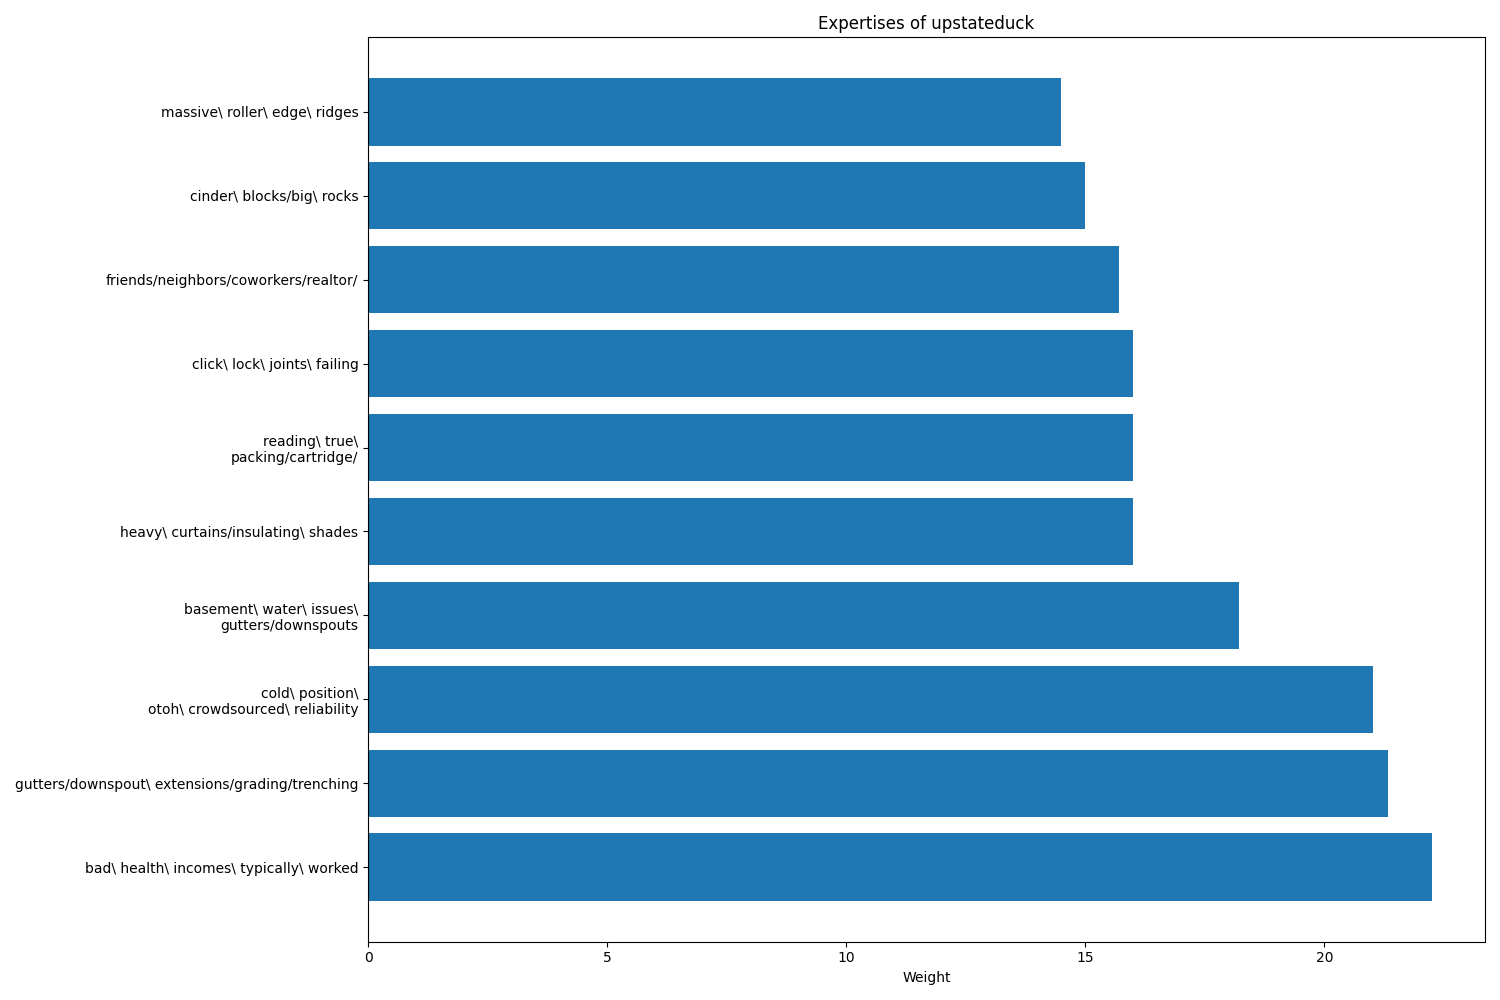 Expertises of upstateduck
massive\ roller\ edge\ ridges
cinder\ blocks/big\ rocks
friends/neighbors/coworkers/realtor/
click\ lock\ joints\ failing
reading\ true\
packing/cartridge/
heavy\ curtains/insulating\ shades
basement\ water\ issues\
gutters/downspouts
cold\ position\
otoh\ crowdsourced\ reliability
gutters/downspout\ extensions/grading/trenching
bad\ health\ incomes\ typically\ worked
0 5 10 15 20
Weight